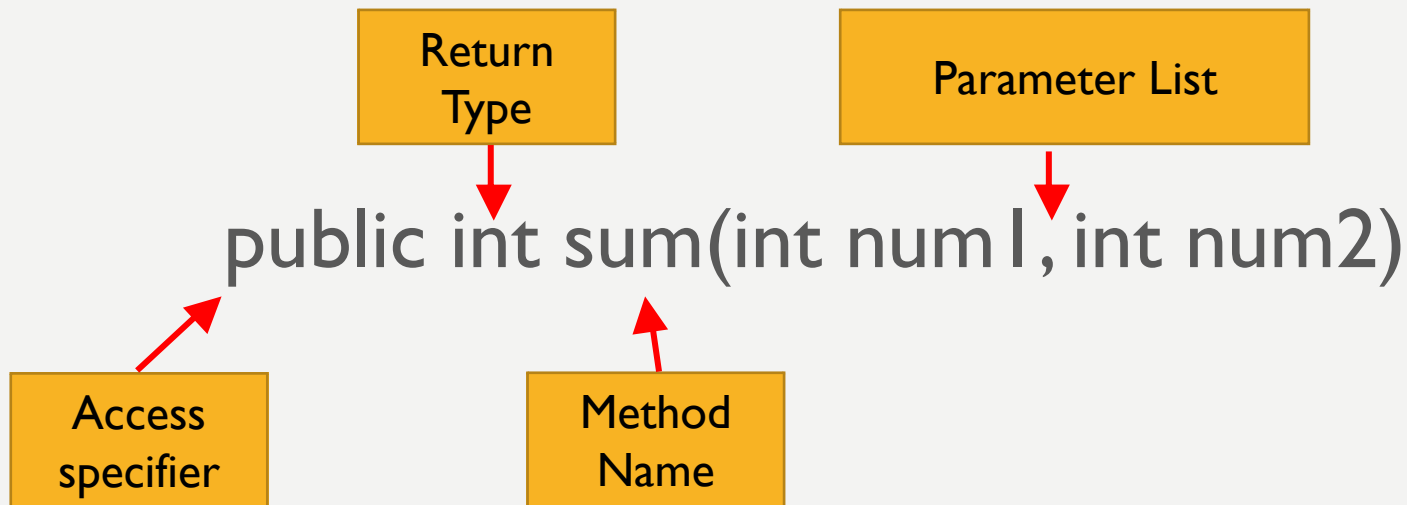 Return
Type
Parameter List
public int sum(int num1, int num2)
Access
specifier
Method
Name